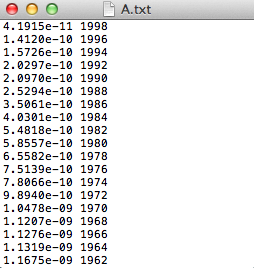 A.txt
4.1915e-11 1998
1.4120e-10 1996
1.5726e-10 1994
2.0297e-10 1992
2.0970e-10 1990
2.5294e-10 1988
3.5061e-10 1986
4.0301e-10 1984
5.4818e-10 1982
5.8557e-10 1980
6.5582e-10 1978
7.5139e-10 1976
7.8066e-10 1974
9.8940e-10 1972
1.0478e-09 1970
1.1207e-09 1968
1.1276e-09 1966
1.1319e-09 1964
1.1675e-09 1962